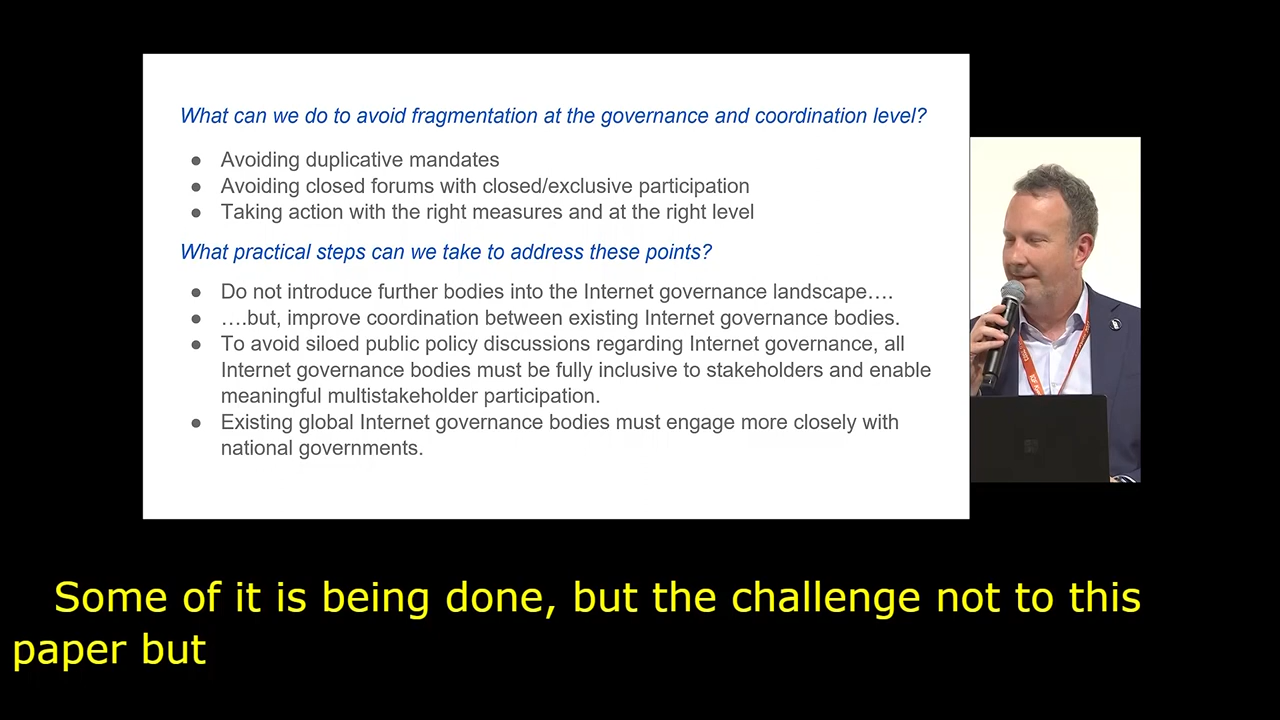 What can we do to avoid fragmentation at the governance and coordination level?
● Avoiding duplicative mandates
● Avoiding closed forums with closed/exclusive participation
● Taking action with the right measures and at the right level
What practical steps can we take to address these points?
● Do not introduce further bodies into the Internet governance landscape….
● ….but, improve coordination between existing Internet governance bodies.
● To avoid siloed public policy discussions regarding Internet governance, all
Internet governance bodies must be fully inclusive to stakeholders and enable
meaningful multistakeholder participation.
● Existing global Internet governance bodies must engage more closely with
national governments.
Some of it is being done, but the challenge not to this
paper but